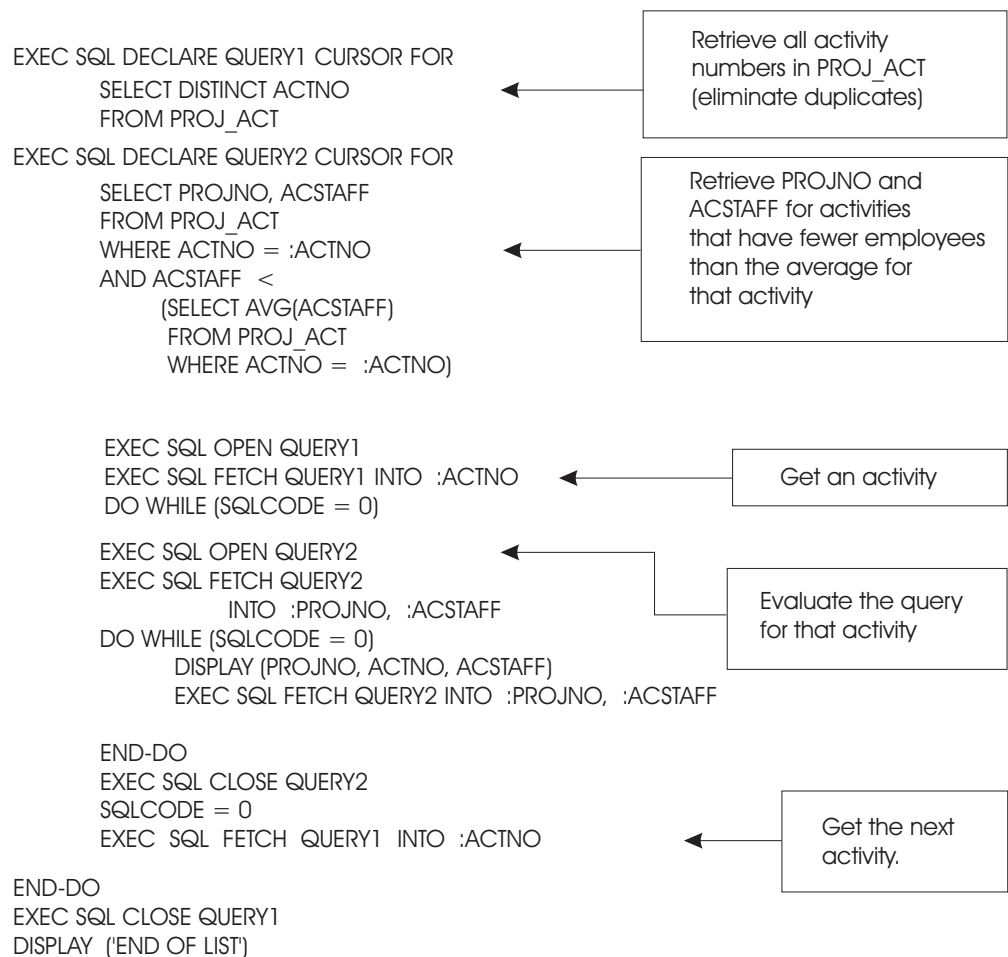 EXEC SQL DECLARE QUERY1 CURSOR FOR
SELECT DISTINCT ACTNO
FROM PROJ_ACT
Retrieve all activity
numbers in PROJ_ACT
(eliminate duplicates)
EXEC SQL DECLARE QUERY2 CURSOR FOR
SELECT PROJNO, ACSTAFF
FROM PROJ_ACT
WHERE ACTNO = :ACTNO
AND ACSTAFF <
(SELECT AVG(ACSTAFF)
FROM PROJ_ACT
WHERE ACTNO = :ACTNO)
Retrieve PROJNO and
ACSTAFF for activities
that have fewer employees
than the average for
that activity
EXEC SQL OPEN QUERY1
EXEC SQL FETCH QUERY1 INTO :ACTNO
DO WHILE (SQLCODE = 0)
Get an activity
EXEC SQL OPEN QUERY2
EXEC SQL FETCH QUERY2
INTO :PROJNO, :ACSTAFF
DO WHILE (SQLCODE = 0)
DISPLAY (PROJNO, ACTNO, ACSTAFF)
EXEC SQL FETCH QUERY2 INTO :PROJNO, :ACSTAFF
Evaluate the query
for that activity
END-DO
EXEC SQL CLOSE QUERY2
SQLCODE = 0
EXEC SQL FETCH QUERY1 INTO :ACTNO
Get the next
activity.
END-DO
EXEC SQL CLOSE QUERY1
DISPLAY ('END OF LIST')